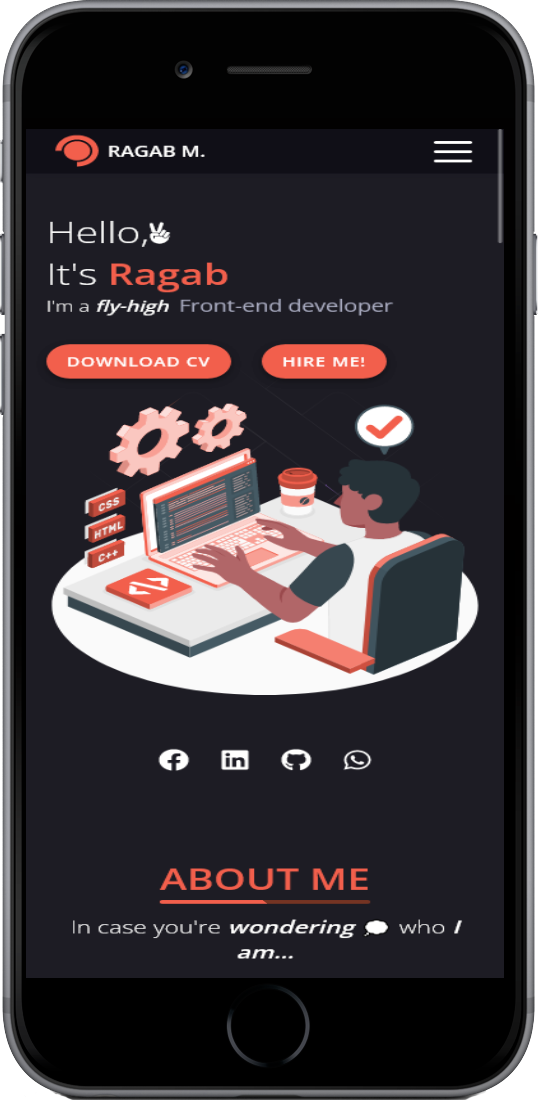 RAGAB M.
Hello,✌
It's Ragab
I'm a fly-high Front-end developer
DOWNLOAD CV
HIRE ME!
CSS
HTML
C++
ABOUT ME
In case you're wondering 💭 who I
am...